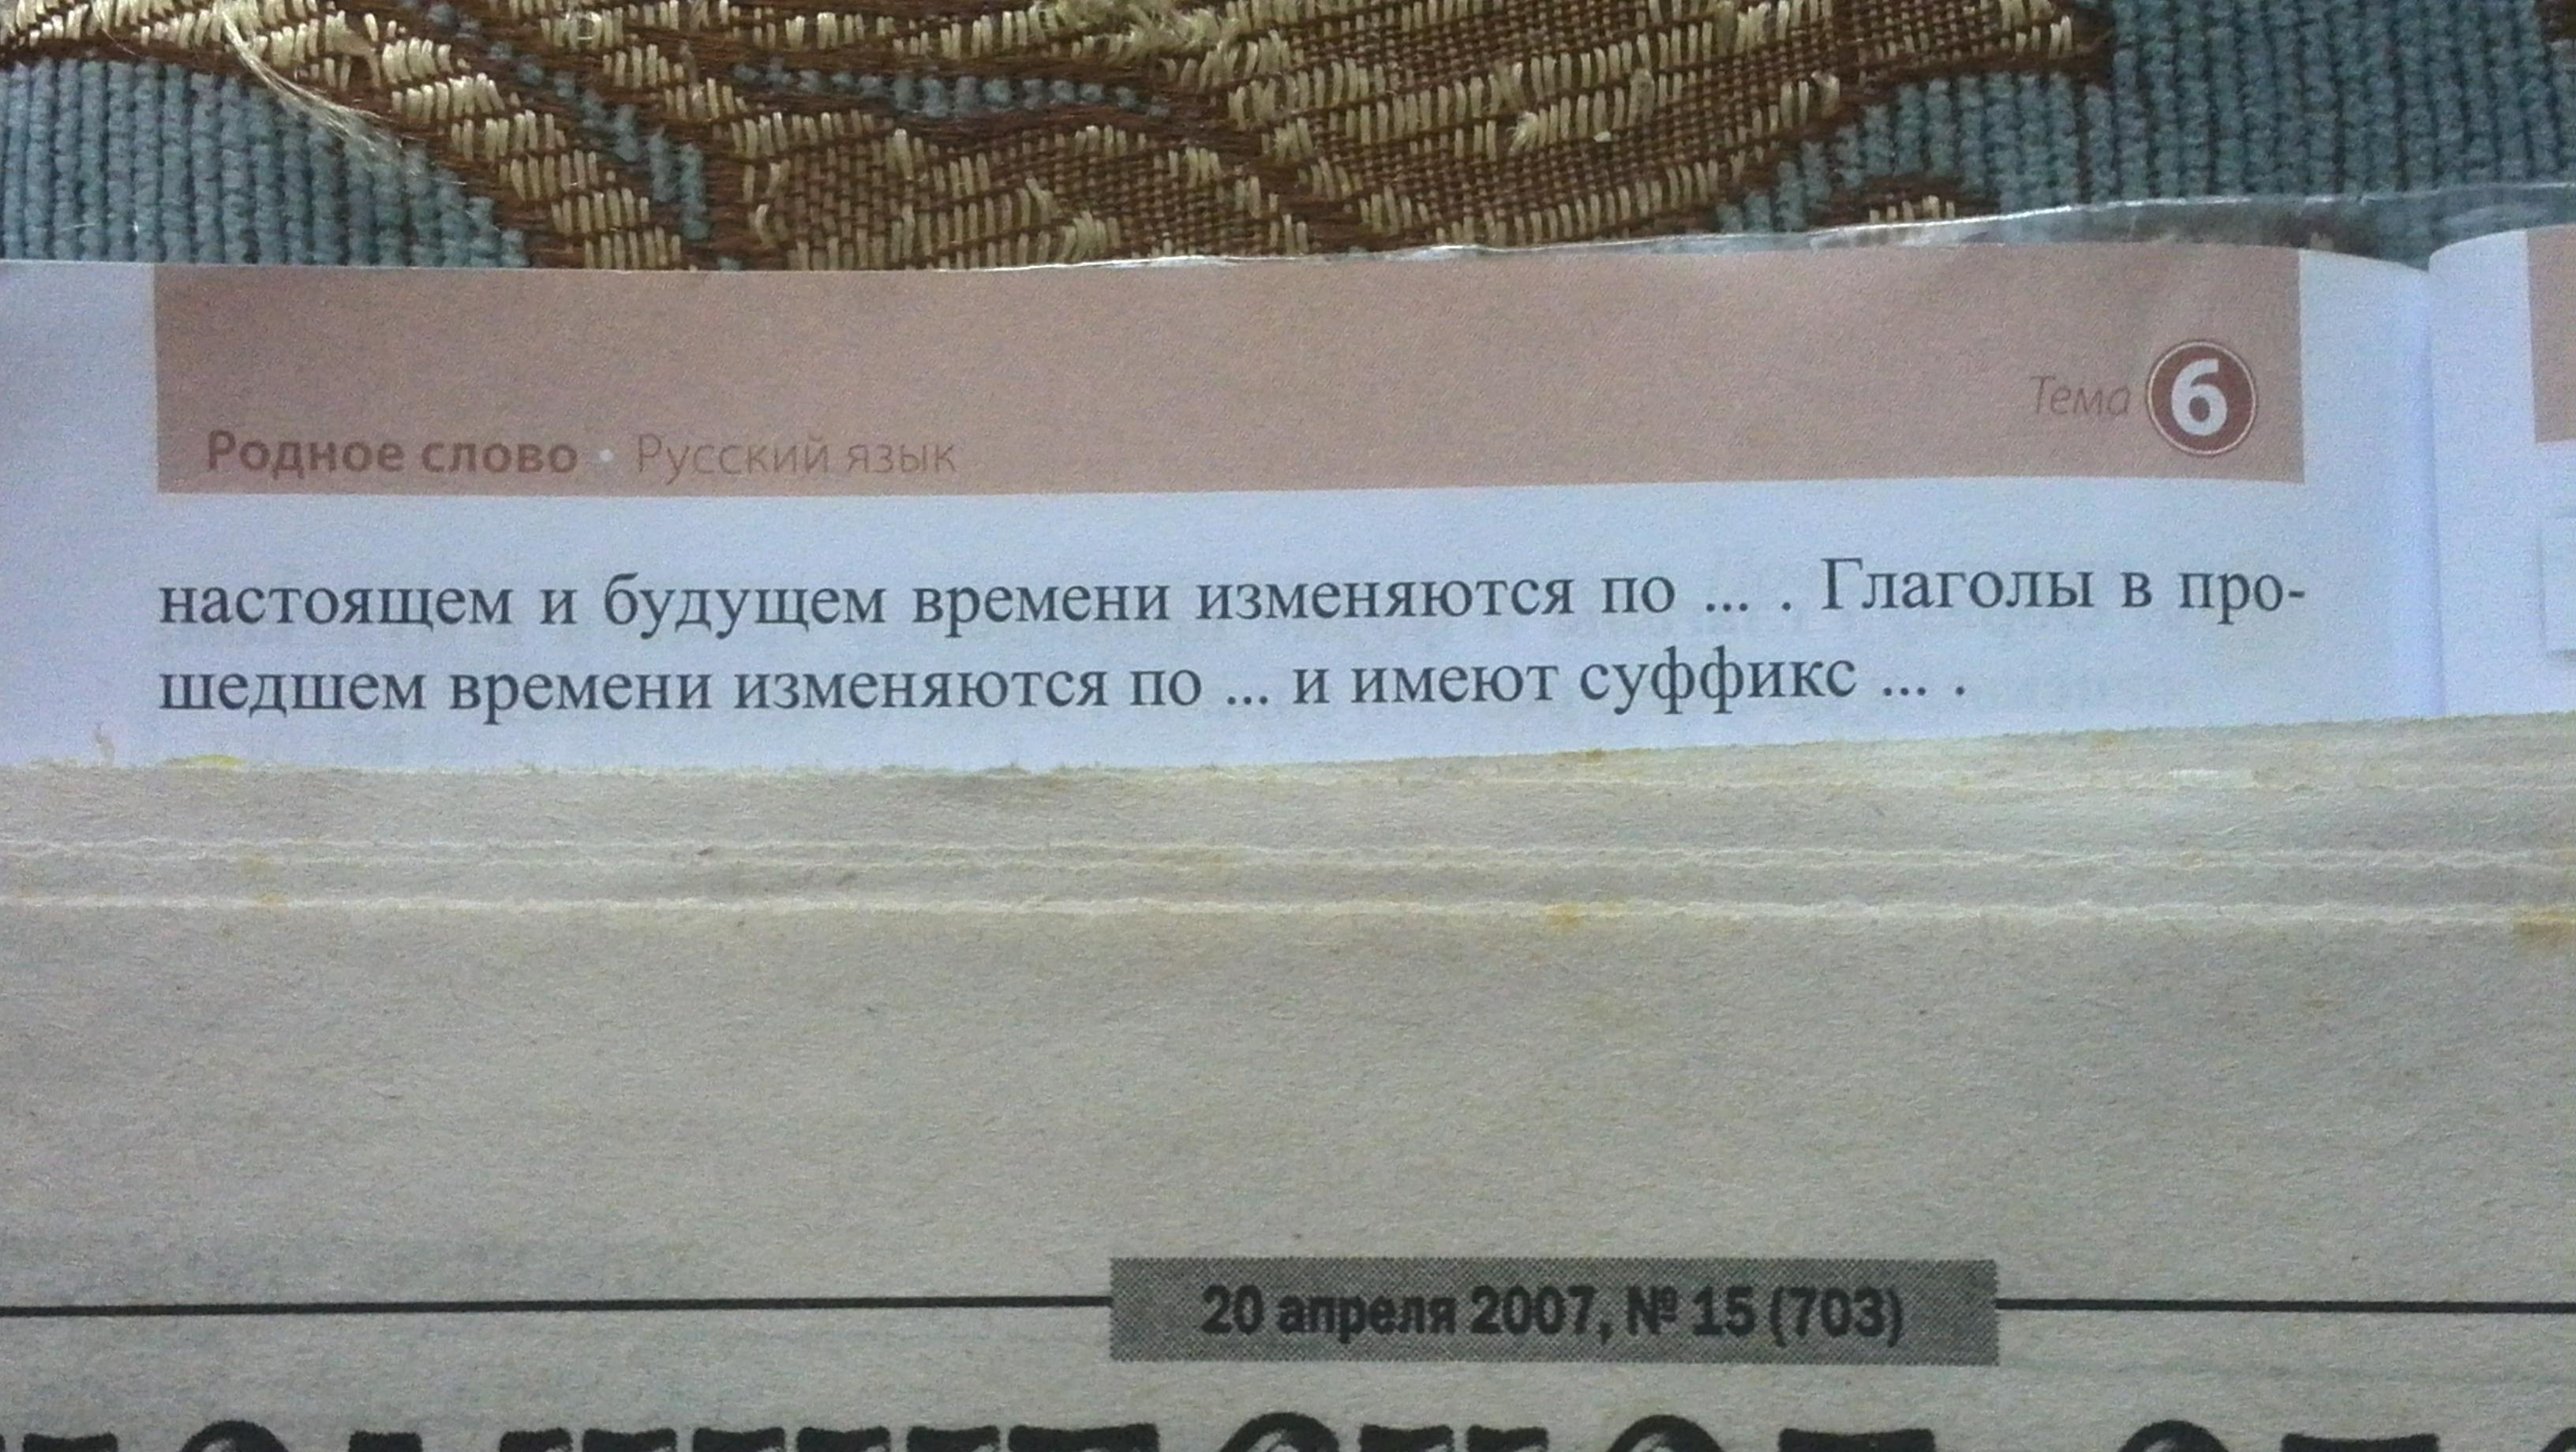 Тема 6
Родное слово • Русский язык
настоящем и будущем времени изменяются по ... . Глаголы в про-
шедшем времени изменяются по ... и имеют суффикс ... .
20 апреля 2007, № 15 (703)